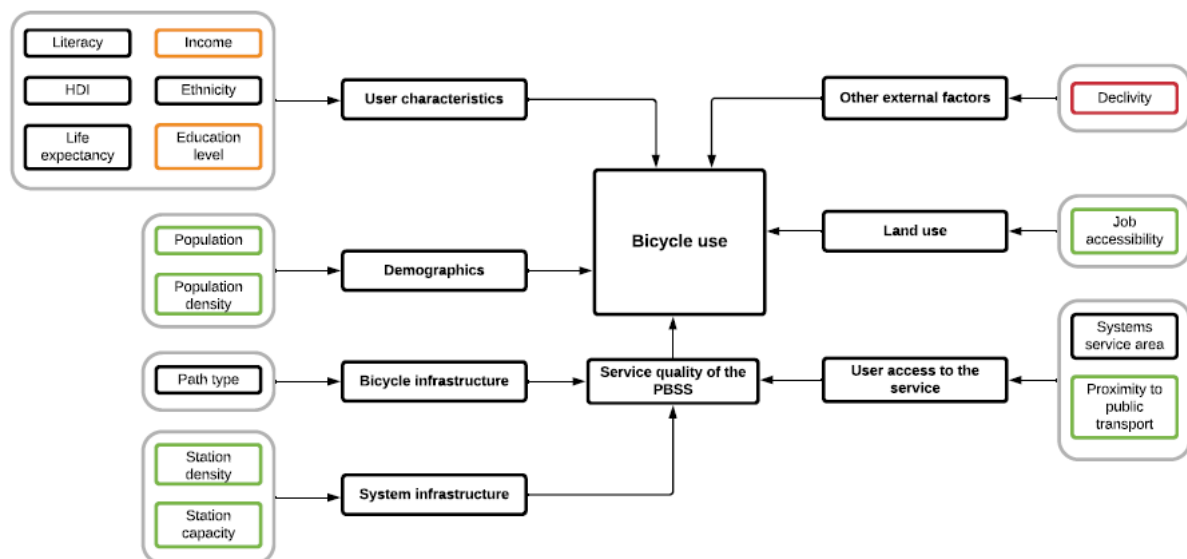 Literacy
Income
HDI
Ethnicity
Life
expectancy
Education
level
User characteristics
Other external factors
Declivity
Population
Population
density
Demographics
Bicycle use
Land use
Job
accessibility
Path type
Bicycle infrastructure
Service quality of the
PBSS
User access to the
service
Systems
service area
Proximity to
public
transport
Station
density
Station
capacity
System infrastructure